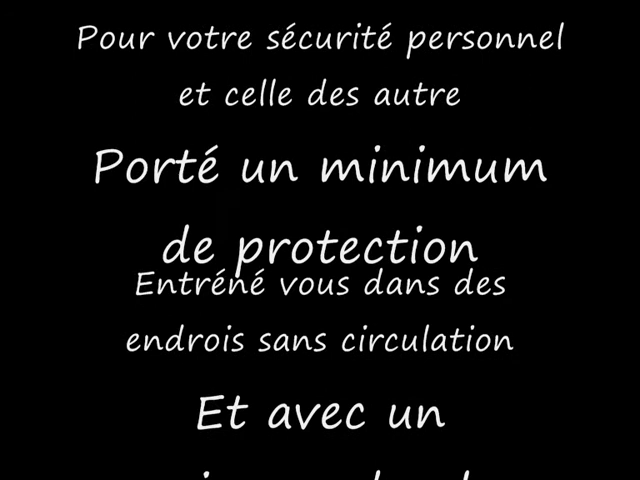 Pour votre sécurité personnel
et celle des autre
Porté un minimum
de protection
Entréné vous dans des
endrois sans circulation
Et avec un